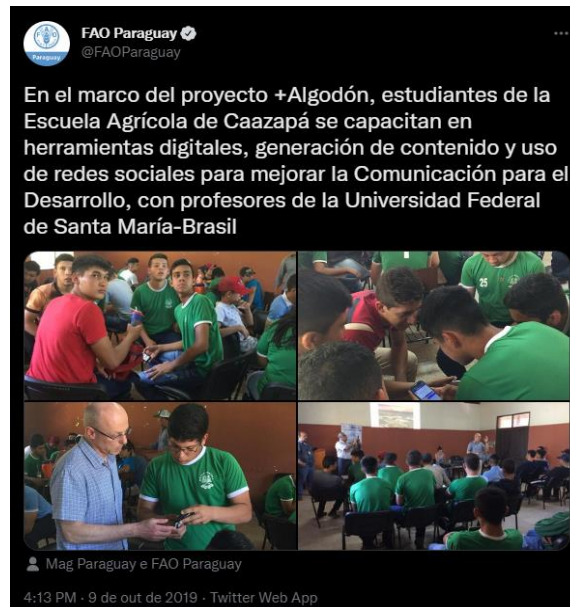 FAO Paraguay
@FAOParaguay
En el marco del proyecto +Algodón, estudiantes de la
Escuela Agrícola de Caazapá se capacitan en
herramientas digitales, generación de contenido y uso
de redes sociales para mejorar la Comunicación para el
Desarrollo, con profesores de la Universidad Federal
de Santa María-Brasil
25
Mag Paraguay e FAO Paraguay
4:13 PM · 9 de out de 2019 · Twitter Web App